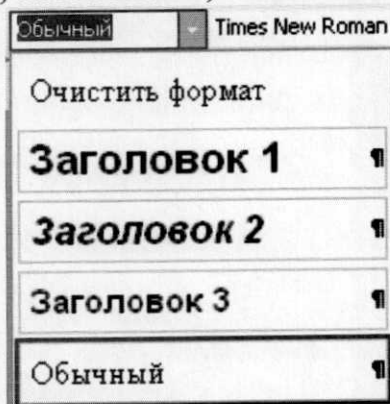 Обычный Times New Roman
Очистить формат
Заголовок 1 ¶
Заголовок 2 ¶
Заголовок 3 ¶
Обычный ¶